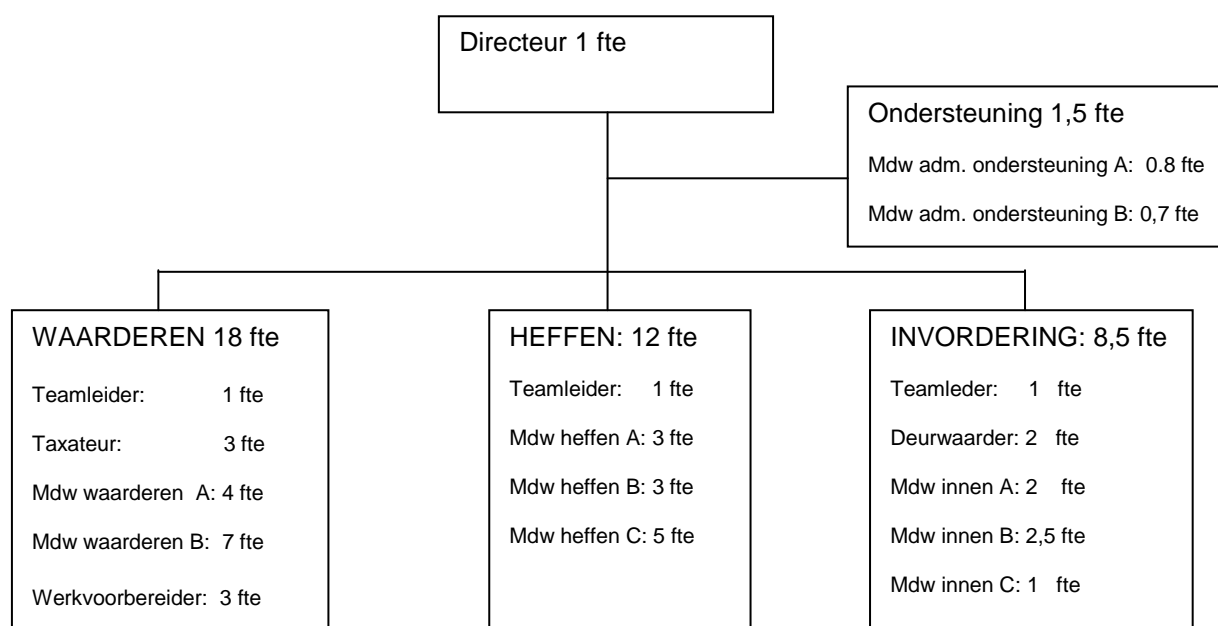 Directeur 1 fte
Ondersteuning 1,5 fte
Mdw adm. ondersteuning A: 0.8 fte
Mdw adm. ondersteuning B: 0,7 fte
WAARDEREN 18 fte
Teamleider: 1 fte
Taxateur: 3 fte
Mdw waarderen A: 4 fte
Mdw waarderen B: 7 fte
Werkvoorbereider: 3 fte
HEFFEN: 12 fte
Teamleider: 1 fte
Mdw heffen A: 3 fte
Mdw heffen B: 3 fte
Mdw heffen C: 5 fte
INVORDERING: 8,5 fte
Teamleder: 1 fte
Deurwaarder: 2 fte
Mdw innen A: 2 fte
Mdw innen B: 2,5 fte
Mdw innen C: 1 fte